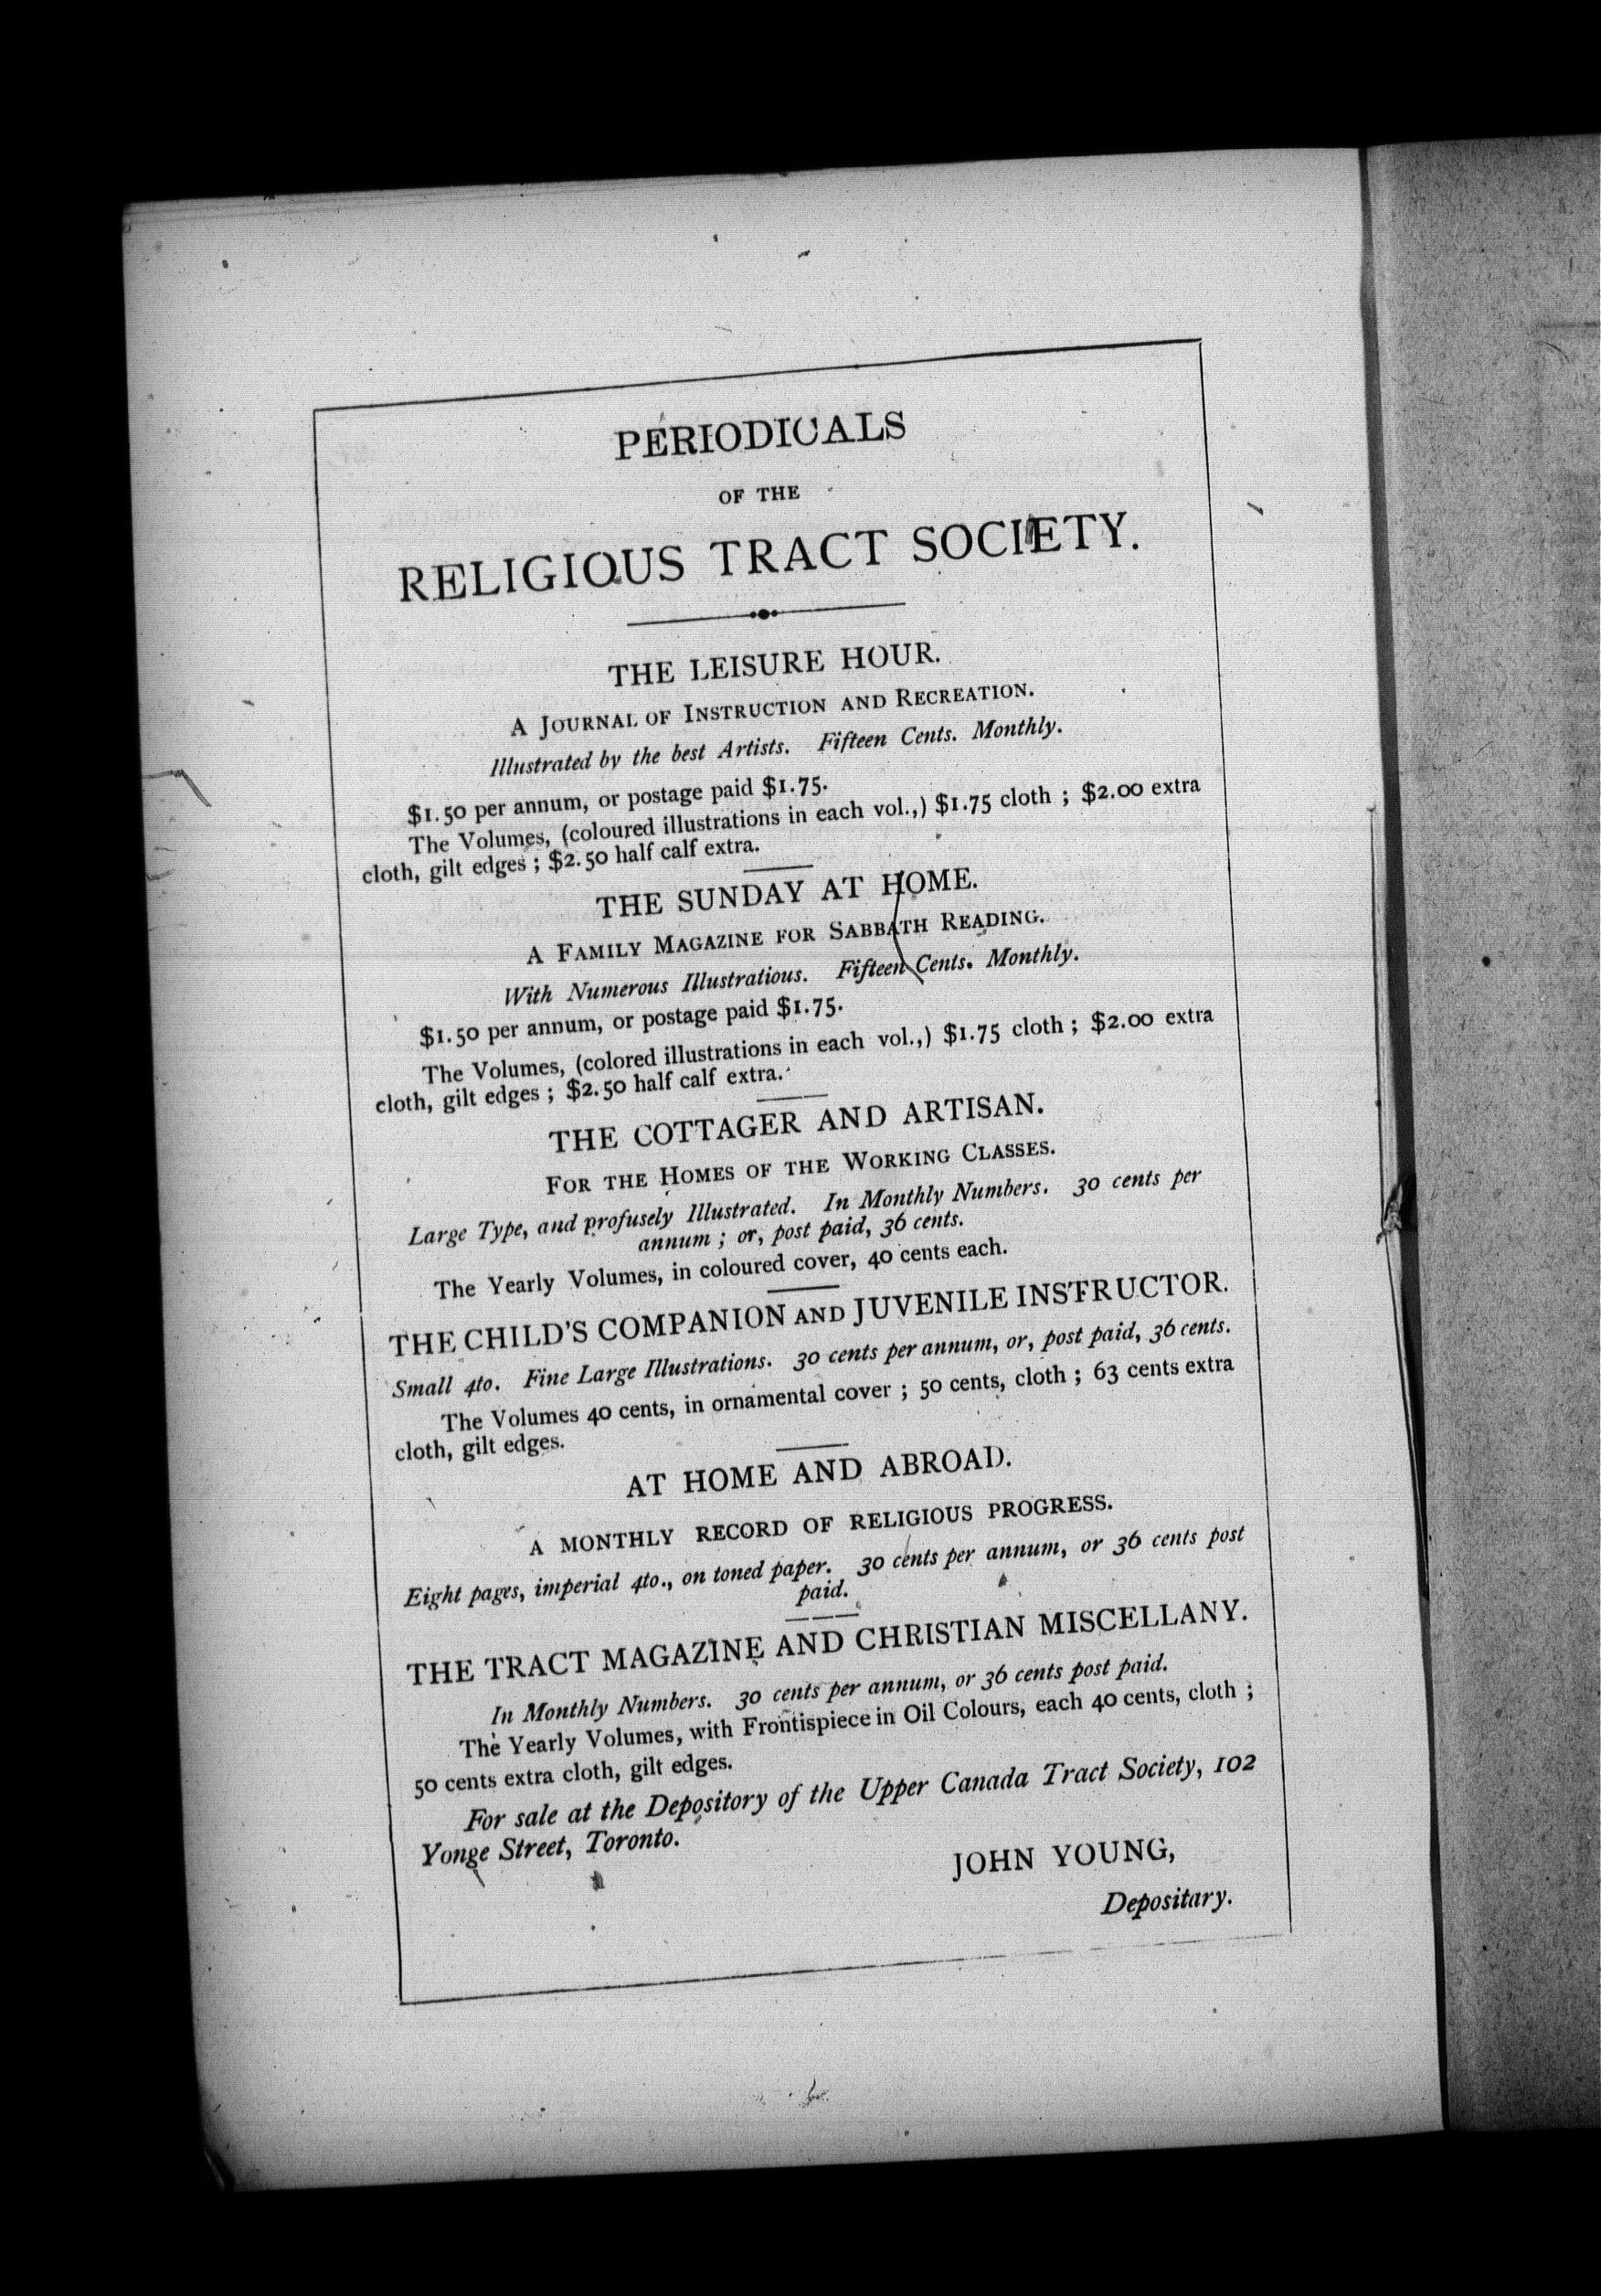 PERIODICALS
OF THE
RELIGIOUS TRACT SOCIETY.
THE LEISURE HOUR.
A JOURNAL OF INSTRUCTION AND RECREATION.
Illustrated by the best Artists. Fifteen Cents. Monthly.
$1.50 per annum, or postage paid $1.75.
The Volumes, (coloured illustrations in each vol.,) $1.75 cloth ; $2.00 extra
cloth, gilt edges ; $2.50 half calf extra.
THE SUNDAY AT HOME.
A FAMILY MAGAZINE FOR SABBATH READING.
With Numerous Illustratious. Fifteen Cents. Monthly.
$1.50 per annum, or postage paid $1.75.
The Volumes, (colored illustrations in each vol.,) $1.75 cloth ; $2.00 extra
cloth, gilt edges ; $2.50 half calf extra.
THE COTTAGER AND ARTISAN.
FOR THE HOMES OF THE WORKING CLASSES.
Large Type, and profusely Illustrated. In Monthly Numbers. 30 cents per
annum ; or, post paid, 36 cents.
The Yearly Volumes, in coloured cover, 40 cents each.
THE CHILD'S COMPANION AND JUVENILE INSTRUCTOR.
Small 4to. Fine Large Illustrations. 30 cents per annum, or, post paid, 36 cents.
The Volumes 40 cents, in ornamental cover ; 50 cents, cloth ; 63 cents extra
cloth, gilt edges.
AT HOME AND ABROAD.
A MONTHLY RECORD OF RELIGIOUS PROGRESS.
Eight pages, imperial 4to., on toned paper. 30 cents per annum, or 36 cents post
paid.
THE TRACT MAGAZINE AND CHRISTIAN MISCELLANY.
In Monthly Numbers. 30 cents per annum, or 36 cents post paid.
The Yearly Volumes, with Frontispiece in Oil Colours, each 40 cents, cloth ;
50 cents extra cloth, gilt edges.
For sale at the Depository of the Upper Canada Tract Society, 102
Yonge Street, Toronto.
JOHN YOUNG,
Depositary.